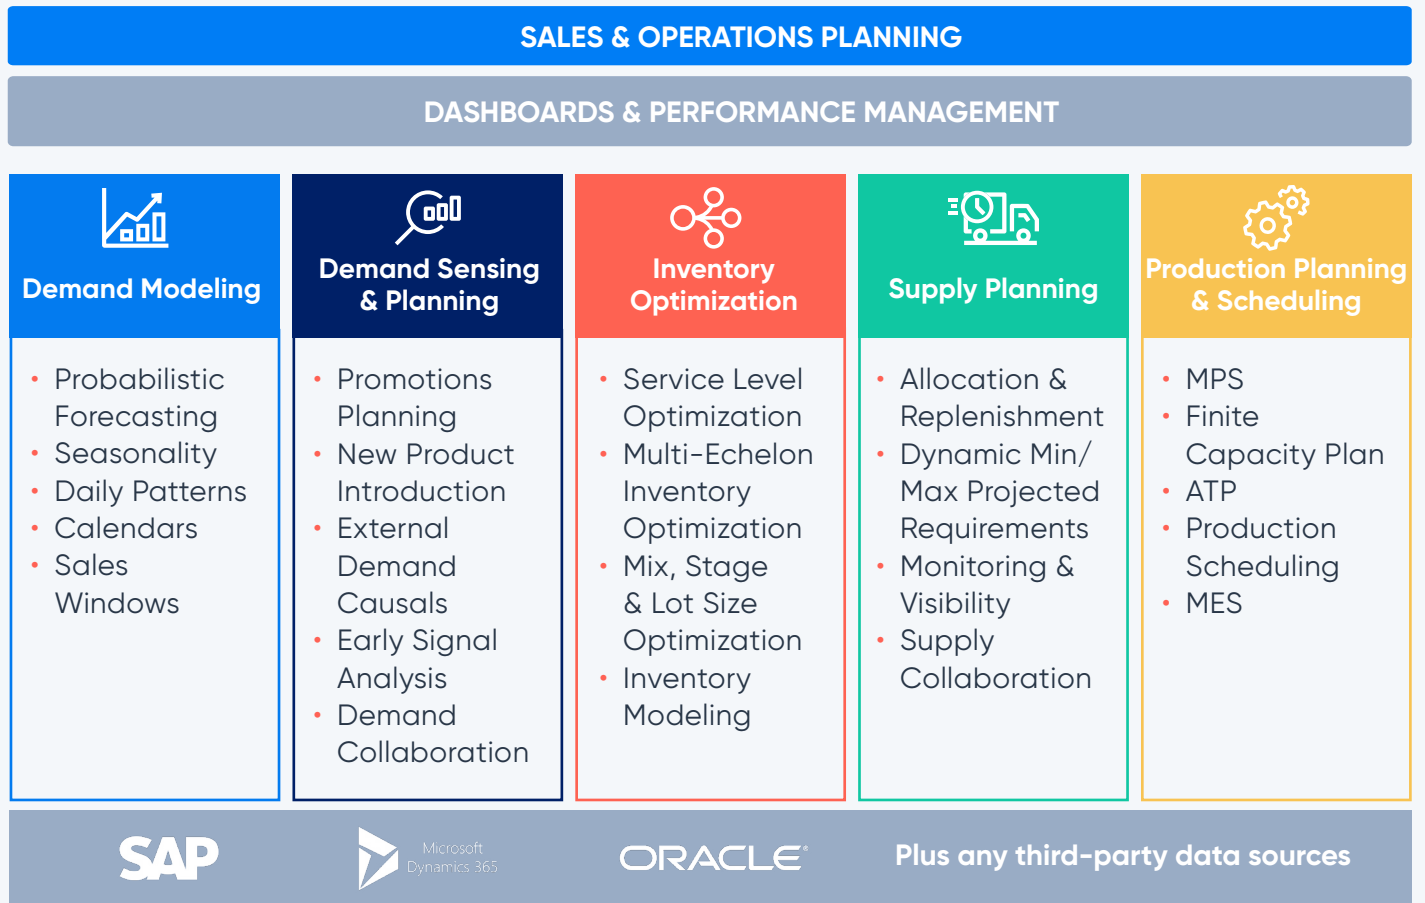 SALES & OPERATIONS PLANNING
DASHBOARDS & PERFORMANCE MANAGEMENT
Demand Modeling
• Probabilistic
Forecasting
• Seasonality
• Daily Patterns
• Calendars
• Sales
Windows
Demand Sensing
& Planning
• Promotions
Planning
• New Product
Introduction
• External
Demand
Causals
• Early Signal
Analysis
• Demand
Collaboration
Inventory
Optimization
• Service Level
Optimization
• Multi-Echelon
Inventory
Optimization
• Mix, Stage
& Lot Size
Optimization
• Inventory
Modeling
Supply Planning
• Allocation &
Replenishment
• Dynamic Min/
Max Projected
Requirements
• Monitoring &
Visibility
• Supply
Collaboration
Production Planning
& Scheduling
• MPS
• Finite
Capacity Plan
• ATP
• Production
Scheduling
• MES
SAP
Microsoft
Dynamics 365
ORACLE®
Plus any third-party data sources